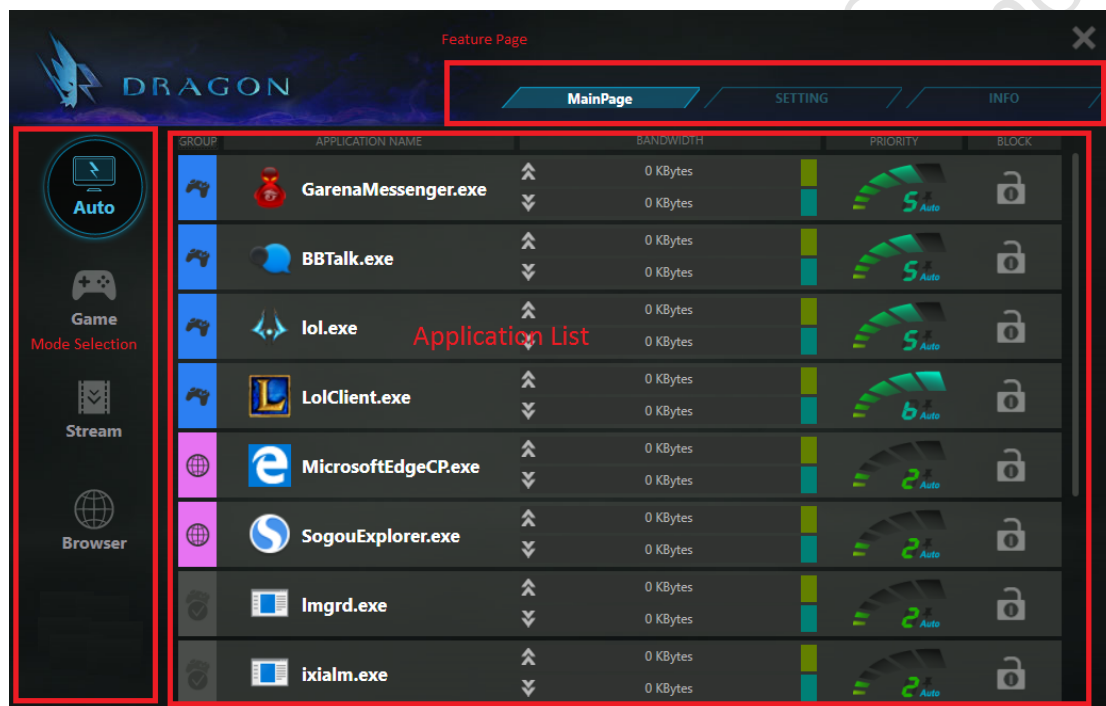 Feature Page
DRAGON
MainPage
SETTING
INFO
GROUP
APPLICATION NAME
BANDWIDTH
PRIORITY
BLOCK
Auto
Game
Mode Selection
Stream
Browser
GarenaMessenger.exe
0 KBytes
0 KBytes
5 Auto
BBTalk.exe
0 KBytes
0 KBytes
5 Auto
lol.exe
Application List
0 KBytes
0 KBytes
5 Auto
LolClient.exe
0 KBytes
0 KBytes
6 Auto
MicrosoftEdgeCP.exe
0 KBytes
0 KBytes
2 Auto
SogouExplorer.exe
0 KBytes
0 KBytes
2 Auto
lmgrd.exe
0 KBytes
0 KBytes
2 Auto
ixialm.exe
0 KBytes
0 KBytes
2 Auto